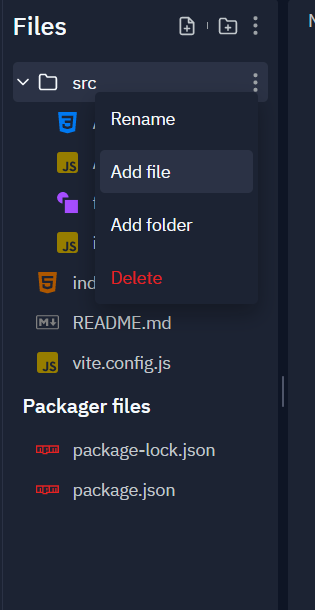 Files
src
Rename
Add file
JS
Add folder
JS
Delete
README.md
JS vite.config.js
Packager files
package-lock.json
package.json